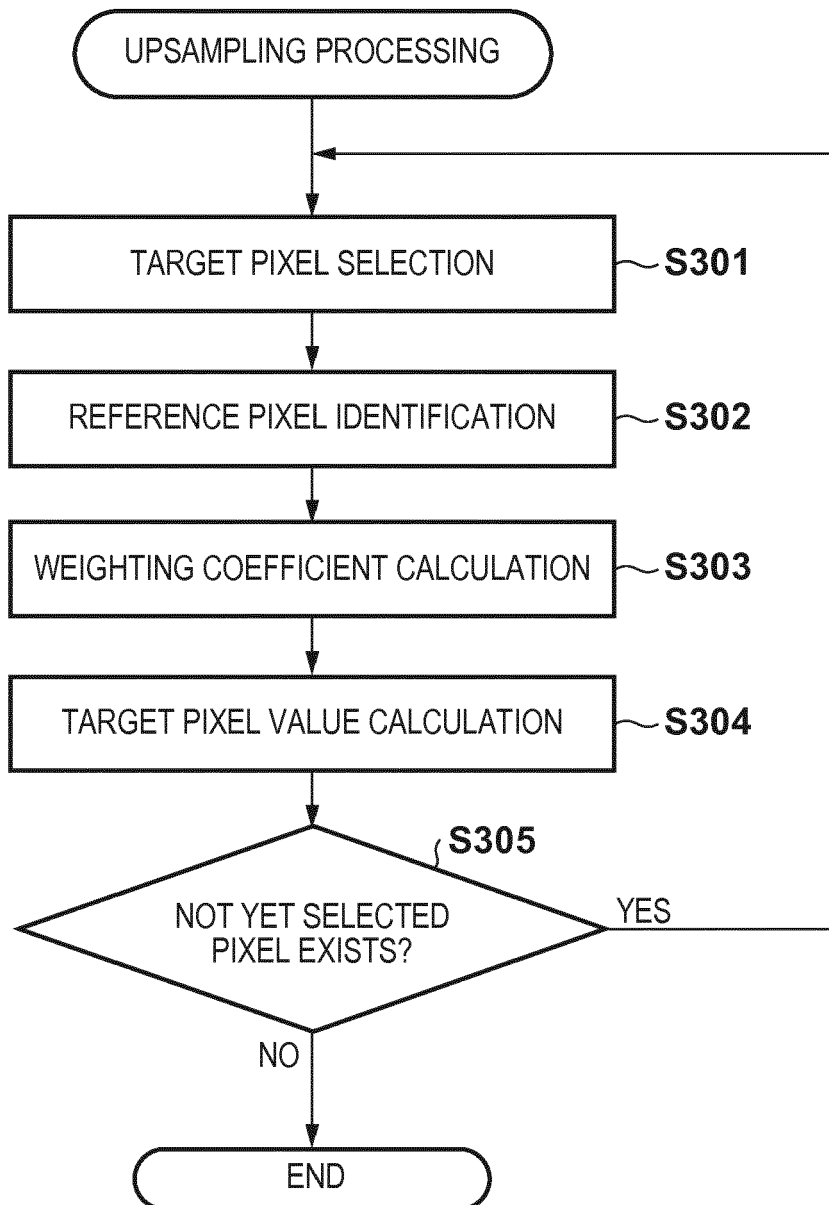 UPSAMPLING PROCESSING
TARGET PIXEL SELECTION
S301
REFERENCE PIXEL IDENTIFICATION
S302
WEIGHTING COEFFICIENT CALCULATION
S303
TARGET PIXEL VALUE CALCULATION
S304
S305
NOT YET SELECTED
PIXEL EXISTS?
YES
NO
END